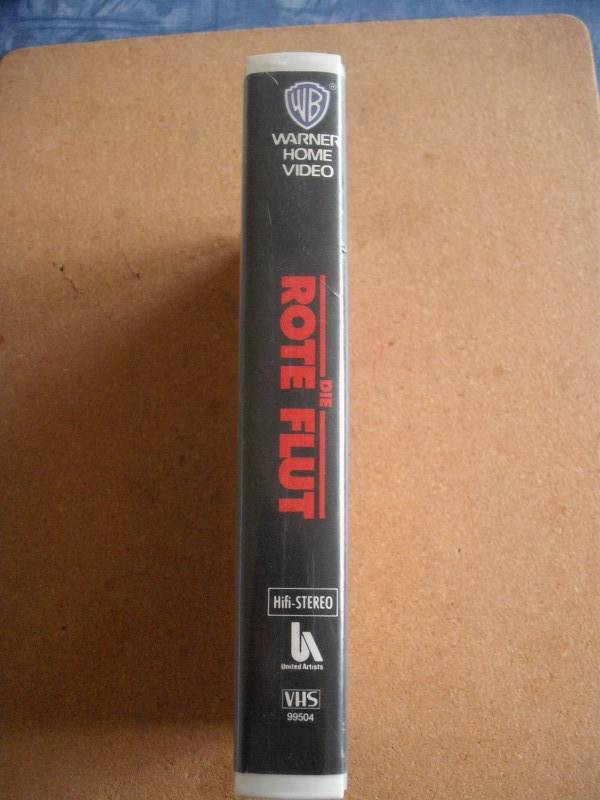 WB®
WARNER
HOME
VIDEO
DIE
ROTE FLUT
Hifi-STEREO
UA
United Artists
VHS
99504